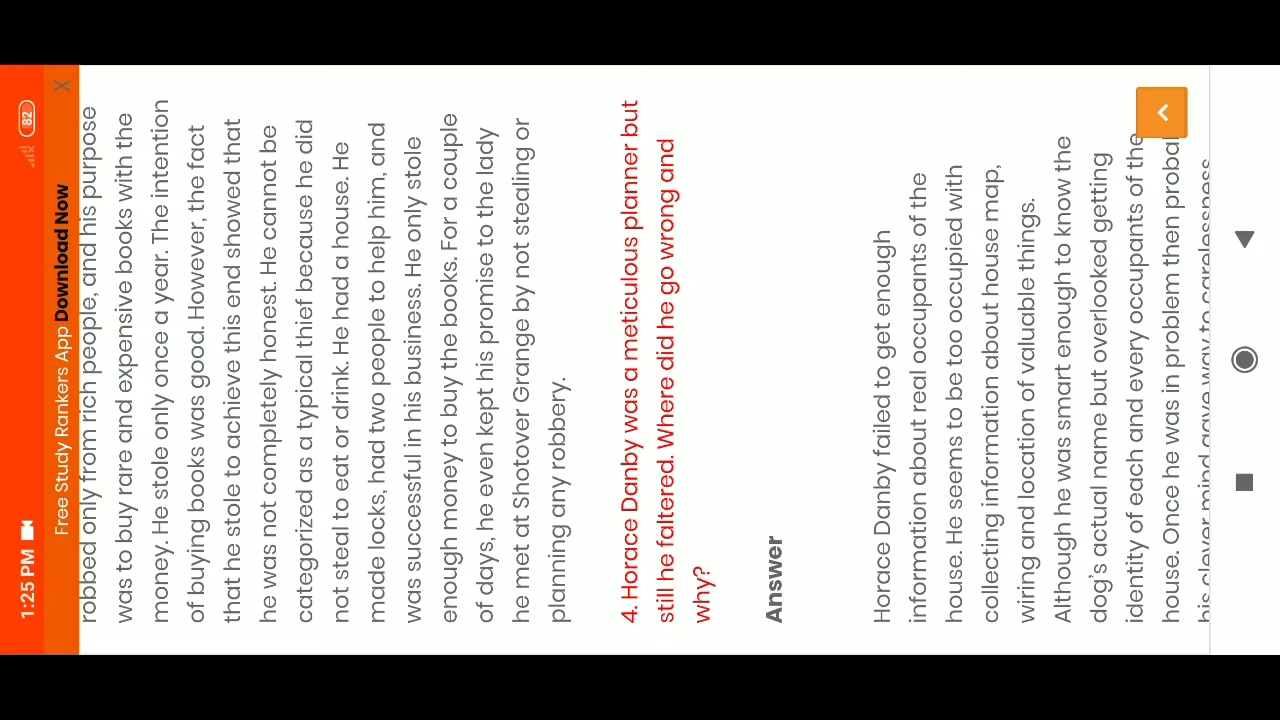 1:25 PM 82
Free Study Rankers App Download Now X
robbed only from rich people, and his purpose
was to buy rare and expensive books with the
money. He stole only once a year. The intention
of buying books was good. However, the fact
that he stole to achieve this end showed that
he was not completely honest. He cannot be
categorized as a typical thief because he did
not steal to eat or drink. He had a house. He
made locks, had two people to help him, and
was successful in his business. He only stole
enough money to buy the books. For a couple
of days, he even kept his promise to the lady
he met at Shotover Grange by not stealing or
planning any robbery.
4. Horace Danby was a meticulous planner but
still he faltered. Where did he go wrong and
why?
Answer
Horace Danby failed to get enough
information about real occupants of the
house. He seems to be too occupied with
collecting information about house map,
wiring and location of valuable things.
Although he was smart enough to know the
dog's actual name but overlooked getting
identity of each and every occupants of the
house. Once he was in problem then
his clever mind gave way to carelessness